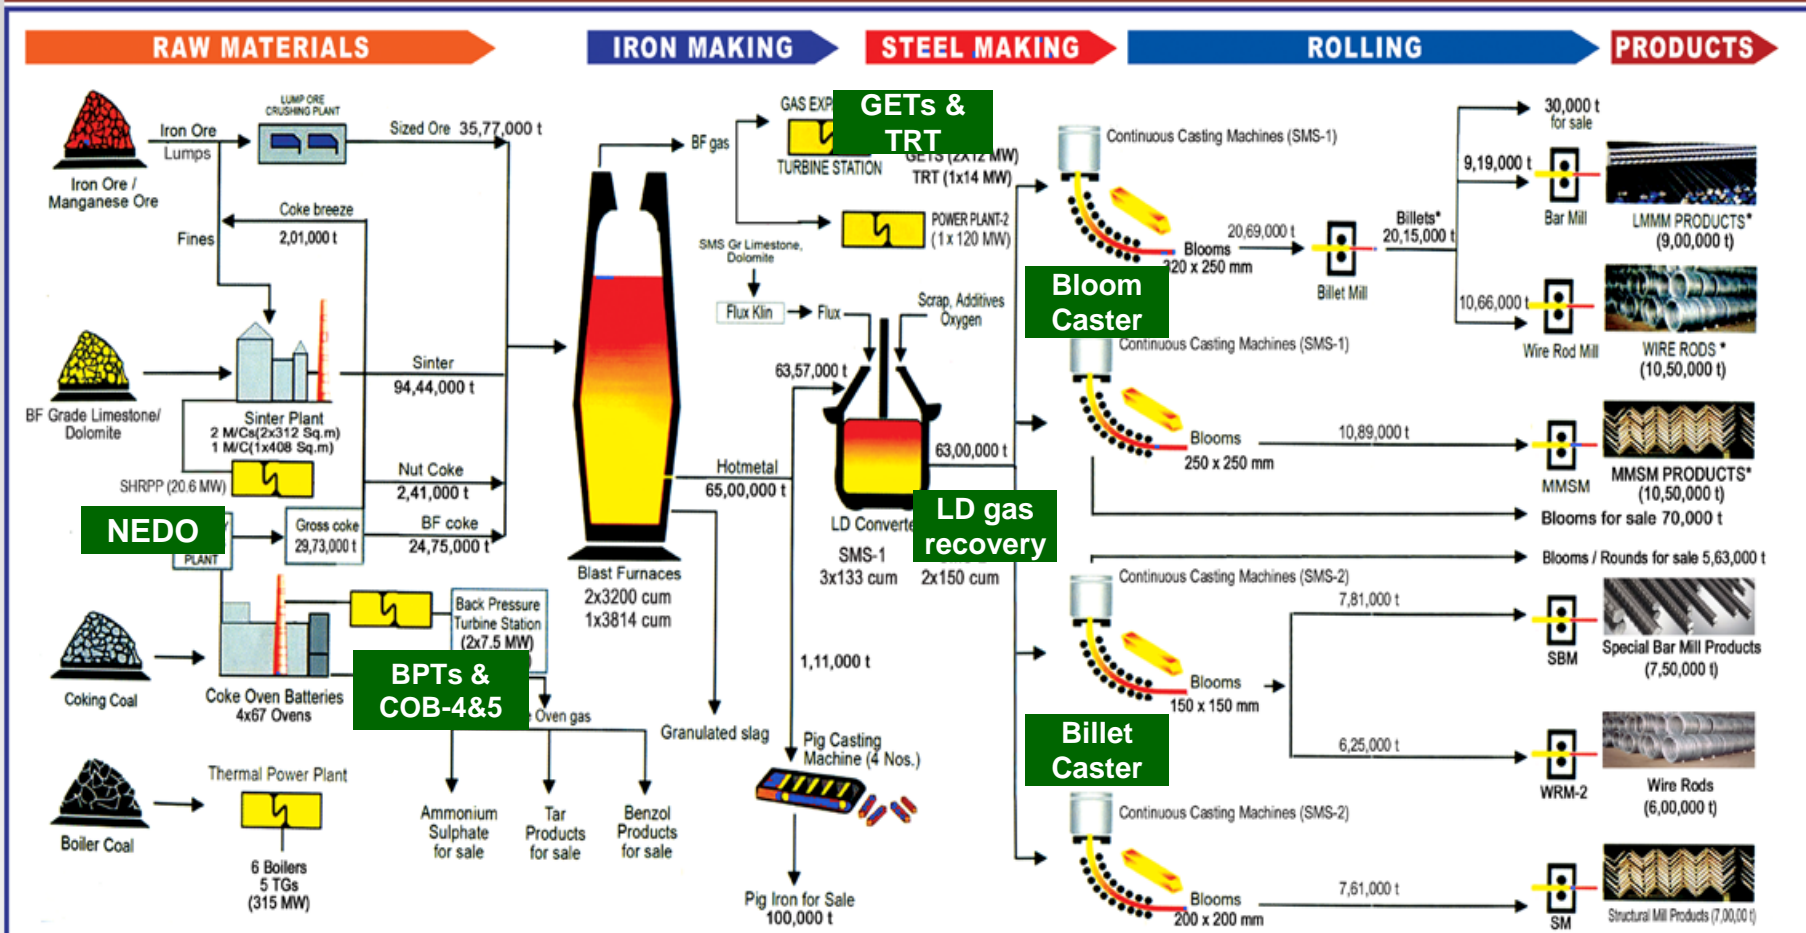 RAW MATERIALS
IRON MAKING
STEEL MAKING
ROLLING
PRODUCTS
LUMP ORE
CRUSHING PLANT
Iron Ore
Lumps
Sized Ore 35,77,000 t
Iron Ore /
Manganese Ore
Coke breeze
2,01,000 t
Fines
BF Grade Limestone/
Dolomite
Sinter
94,44,000 t
Sinter Plant
2 M/Cs(2x312 Sq.m)
1 M/C(1x408 Sq.m)
SHRPP (20.6 MW)
Nut Coke
2,41,000 t
NEDO
PLANT
Gross coke
29,73,000 t
BF coke
24,75,000 t
Back Pressure
Turbine Station
(2x7.5 MW)
BPTs &
COB-4&5
Oven gas
Coking Coal
Coke Oven Batteries
4x67 Ovens
Thermal Power Plant
Boiler Coal
6 Boilers
5 TGs
(315 MW)
Ammonium
Sulphate
for sale
Tar
Products
for sale
Benzol
Products
for sale
BF gas
GAS EXP
GETs &
TRT
TURBINE STATION
GETS (2X12 MW)
TRT (1x14 MW)
POWER PLANT-2
(1x 120 MW)
SMS Gr Limestone,
Dolomite
Flux Klin
Flux
Scrap, Additives
Oxygen
63,57,000 t
Hotmetal
65,00,000 t
63,00,000 t
Blast Furnaces
2x3200 cum
1x3814 cum
LD Converte
LD gas
recovery
SMS-1
3x133 cum
2x150 cum
1,11,000 t
Granulated slag
Pig Casting
Machine (4 Nos.)
Pig Iron for Sale
100,000 t
Continuous Casting Machines (SMS-1)
Blooms
320 x 250 mm
20,69,000 t
Billet Mill
Billets*
20,15,000 t
30,000 t
for sale
9,19,000 t
Bar Mill
LMMM PRODUCTS*
(9,00,000 t)
10,66,000 t
Wire Rod Mill
WIRE RODS *
(10,50,000 t)
Bloom
Caster
Continuous Casting Machines (SMS-1)
Blooms
250 x 250 mm
10,89,000 t
MMSM
MMSM PRODUCTS*
(10,50,000 t)
Blooms for sale 70,000 t
Blooms / Rounds for sale 5,63,000 t
Continuous Casting Machines (SMS-2)
7,81,000 t
SBM
Special Bar Mill Products
(7,50,000 t)
Blooms
150 x 150 mm
Billet
Caster
6,25,000 t
WRM-2
Wire Rods
(6,00,000 t)
Continuous Casting Machines (SMS-2)
Blooms
200 x 200 mm
7,61,000 t
SM
Structural Mill Products (7,00,00 t)